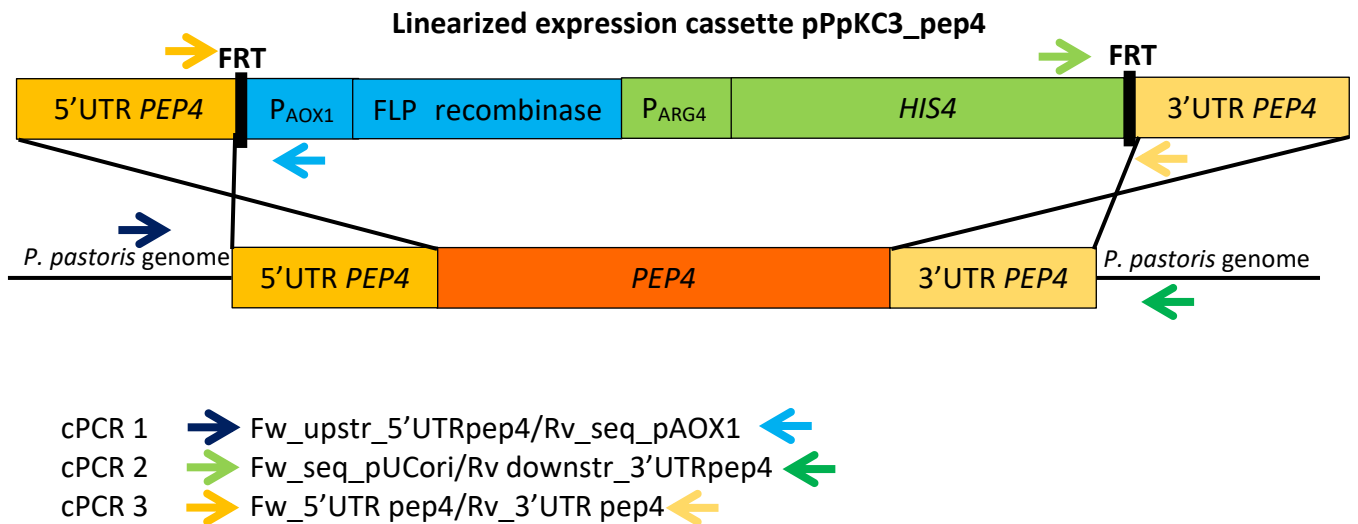 Linearized expression cassette pPpKC3_pep4
FRT
FRT
5’UTR PEP4
PAOX1
FLP recombinase
PARG4
HIS4
3’UTR PEP4
P. pastoris genome
5’UTR PEP4
PEP4
3’UTR PEP4
P. pastoris genome
cPCR 1 Fw_upstr_5’UTRpep4/Rv_seq_pAOX1
cPCR 2 Fw_seq_pUCori/Rv downstr_3’UTRpep4
cPCR 3 Fw_5’UTR pep4/Rv_3’UTR pep4